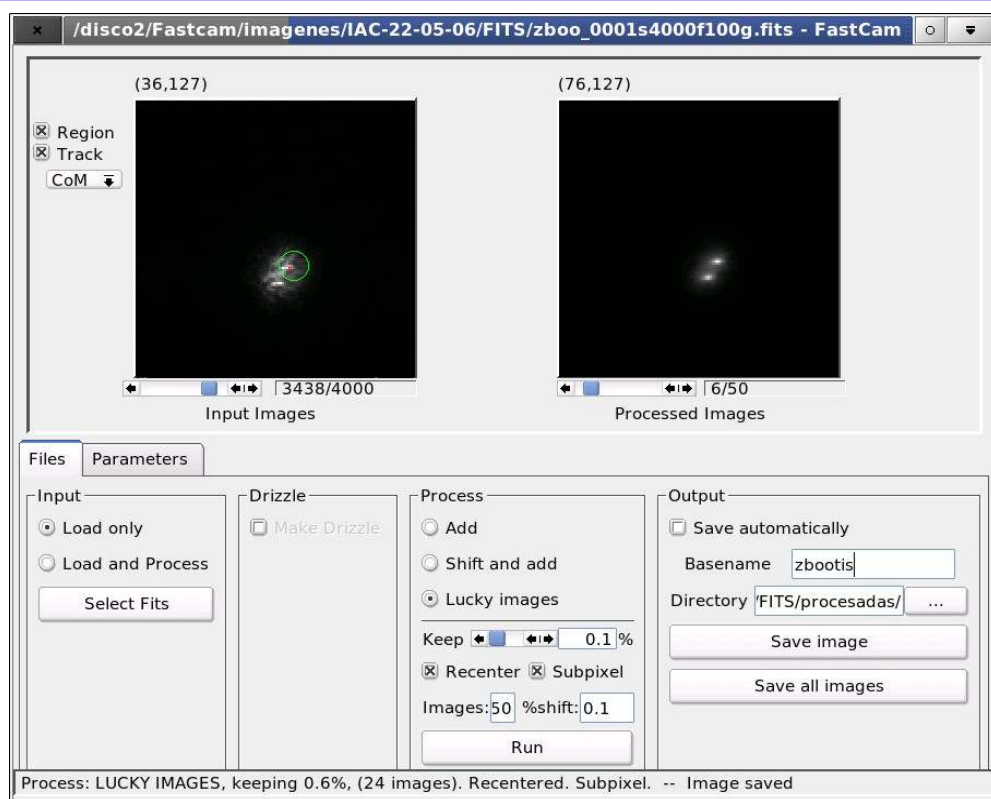 /disco2/Fastcam/imagenes/IAC-22-05-06/FITS/zboo_0001s4000f100g.fits - FastCam
(36,127)
(76,127)
Region
Track
CoM
3438/4000
6/50
Input Images
Processed Images
Files
Parameters
Input
Load only
Load and Process
Select Fits
Drizzle
Make Drizzle
Process
Add
Shift and add
Lucky images
Keep 0.1 %
Recenter Subpixel
Images: 50 %shift: 0.1
Run
Output
Save automatically
Basename zbootis
Directory /FITS/procesadas/ ...
Save image
Save all images
Process: LUCKY IMAGES, keeping 0.6%, (24 images). Recentered. Subpixel. -- Image saved